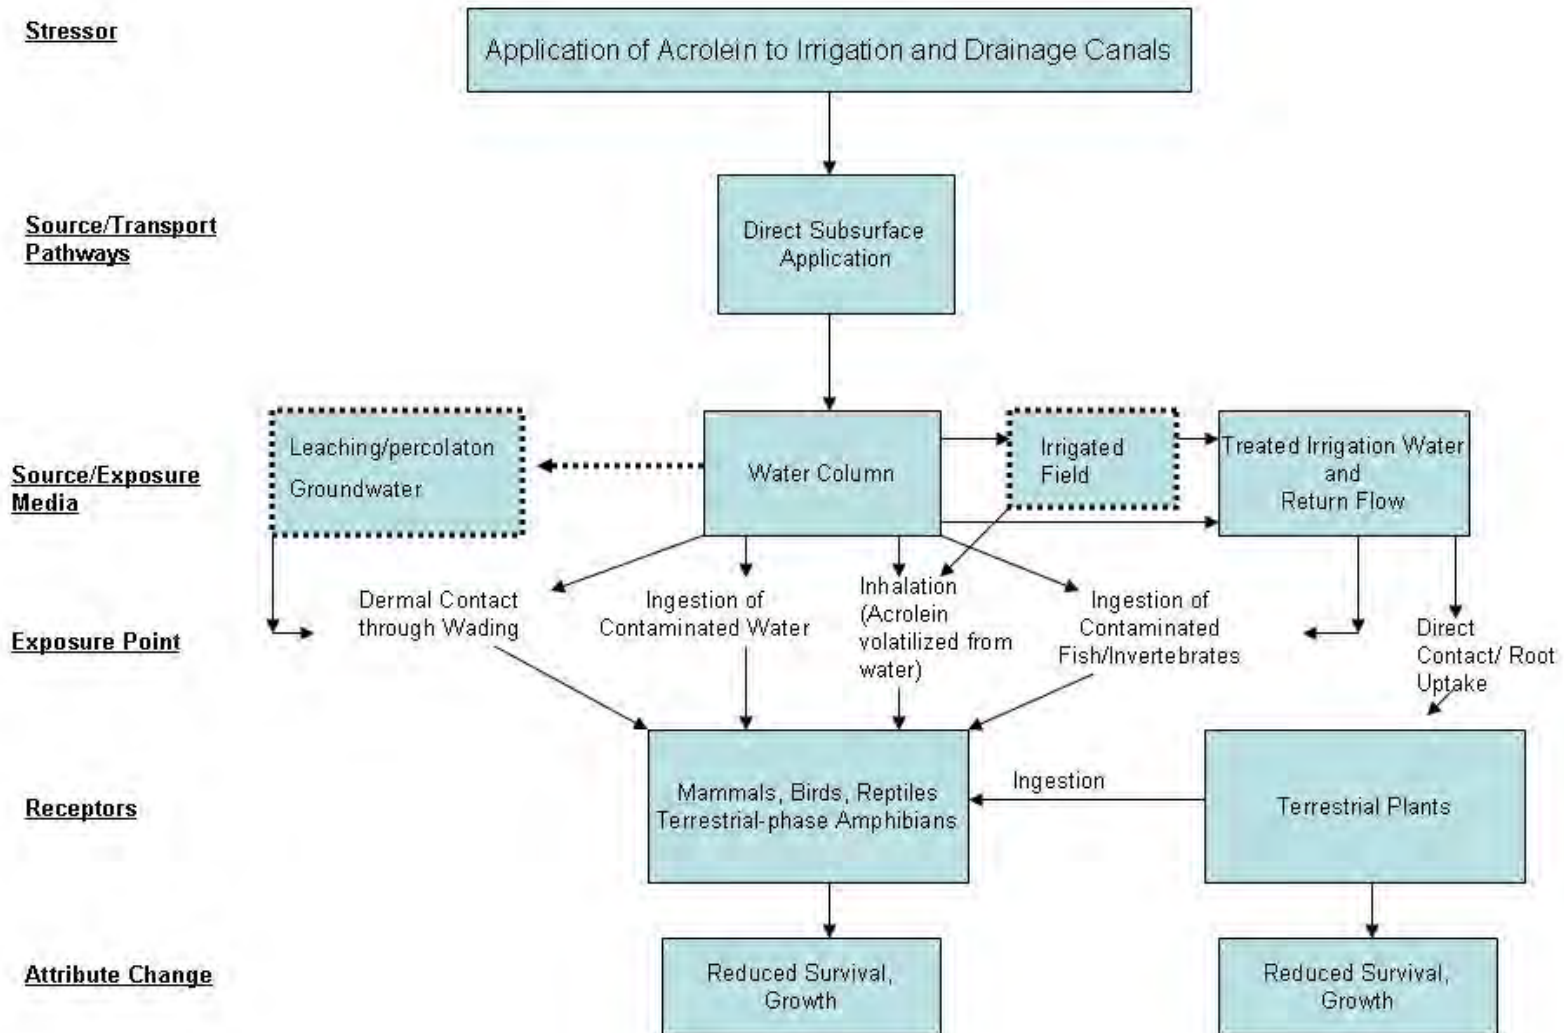 Stressor
Application of Acrolein to Irrigation and Drainage Canals
Source/Transport
Pathways
Direct Subsurface
Application
Source/Exposure
Media
Leaching/percolaton
Groundwater
Water Column
Irrigated
Field
Treated Irrigation Water
and
Return Flow
Exposure Point
Dermal Contact
through Wading
Ingestion of
Contaminated Water
Inhalation
(Acrolein
volatilized from
water)
Ingestion of
Contaminated
Fish/Invertebrates
Direct
Contact/ Root
Uptake
Receptors
Mammals, Birds, Reptiles
Terrestrial-phase Amphibians
Ingestion
Terrestrial Plants
Attribute Change
Reduced Survival,
Growth
Reduced Survival,
Growth